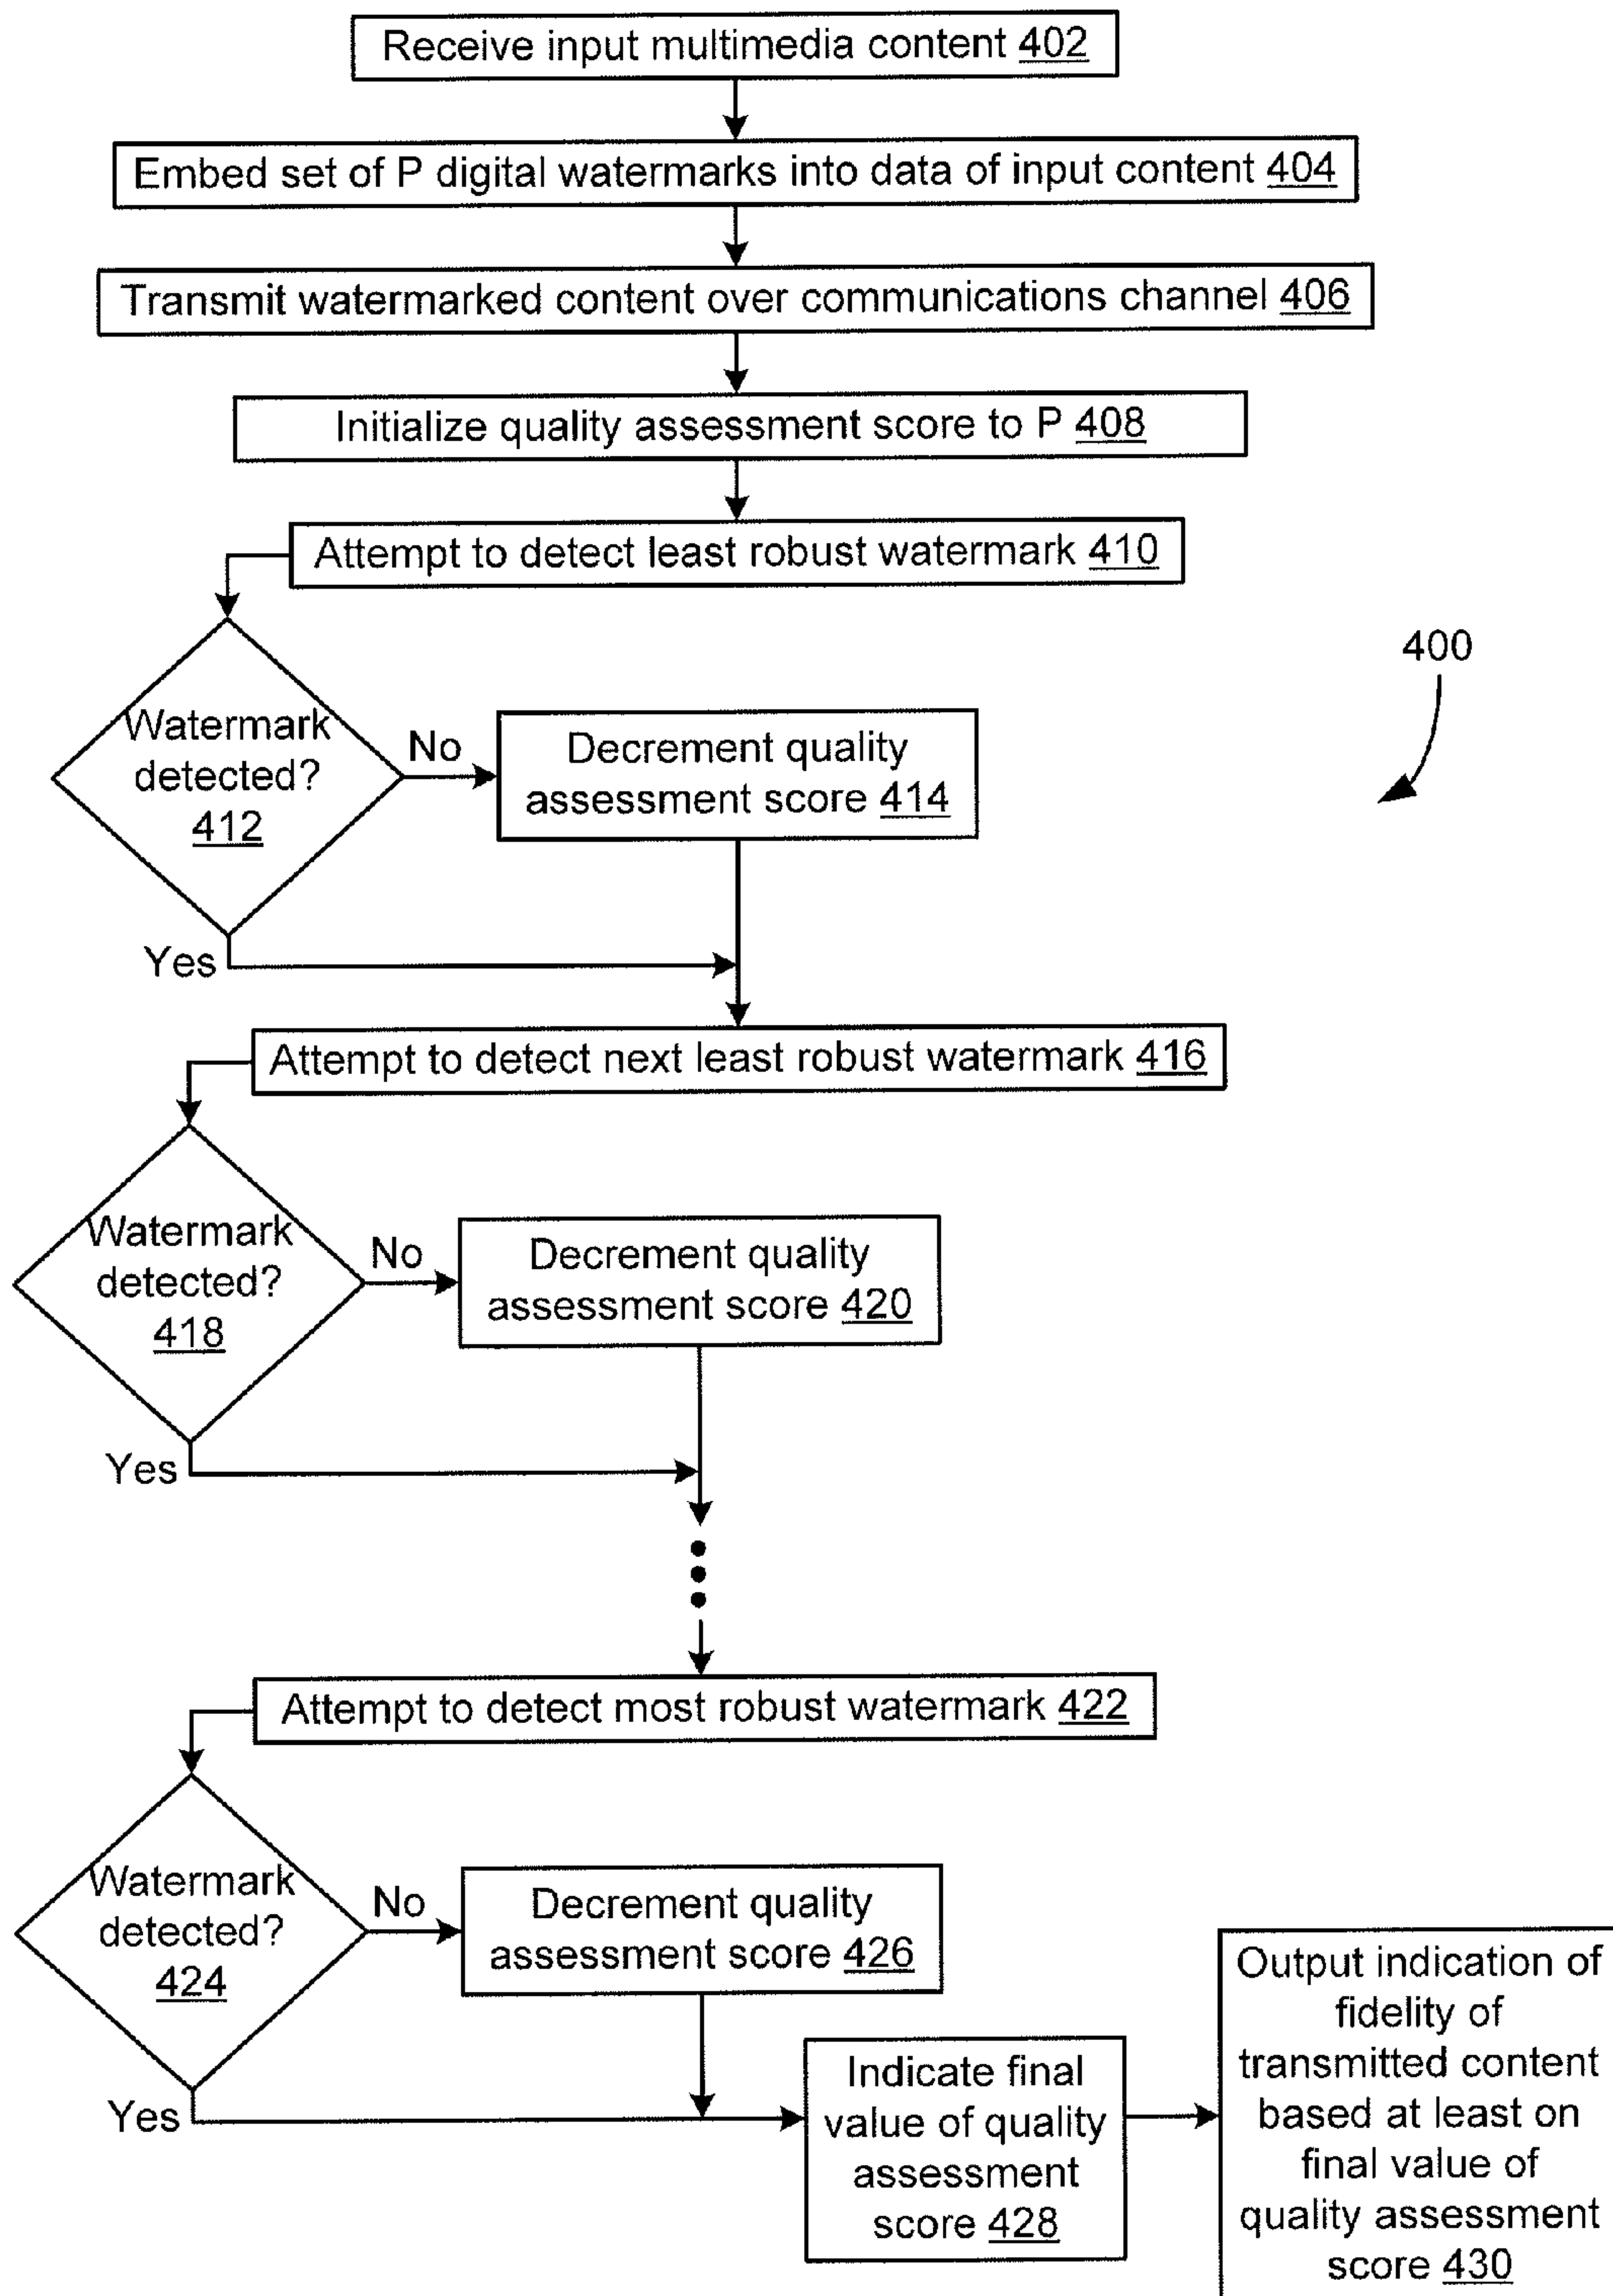 Receive input multimedia content 402
Embed set of P digital watermarks into data of input content 404
Transmit watermarked content over communications channel 406
Initialize quality assessment score to P 408
Attempt to detect least robust watermark 410
400
Watermark
detected?
412
No
Decrement quality
assessment score 414
Yes
Attempt to detect next least robust watermark 416
Watermark
detected?
418
No
Decrement quality
assessment score 420
Yes
Attempt to detect most robust watermark 422
Watermark
detected?
424
No
Decrement quality
assessment score 426
Yes
Indicate final
value of quality
assessment
score 428
Output indication of
fidelity of
transmitted content
based at least on
final value of
quality assessment
score 430